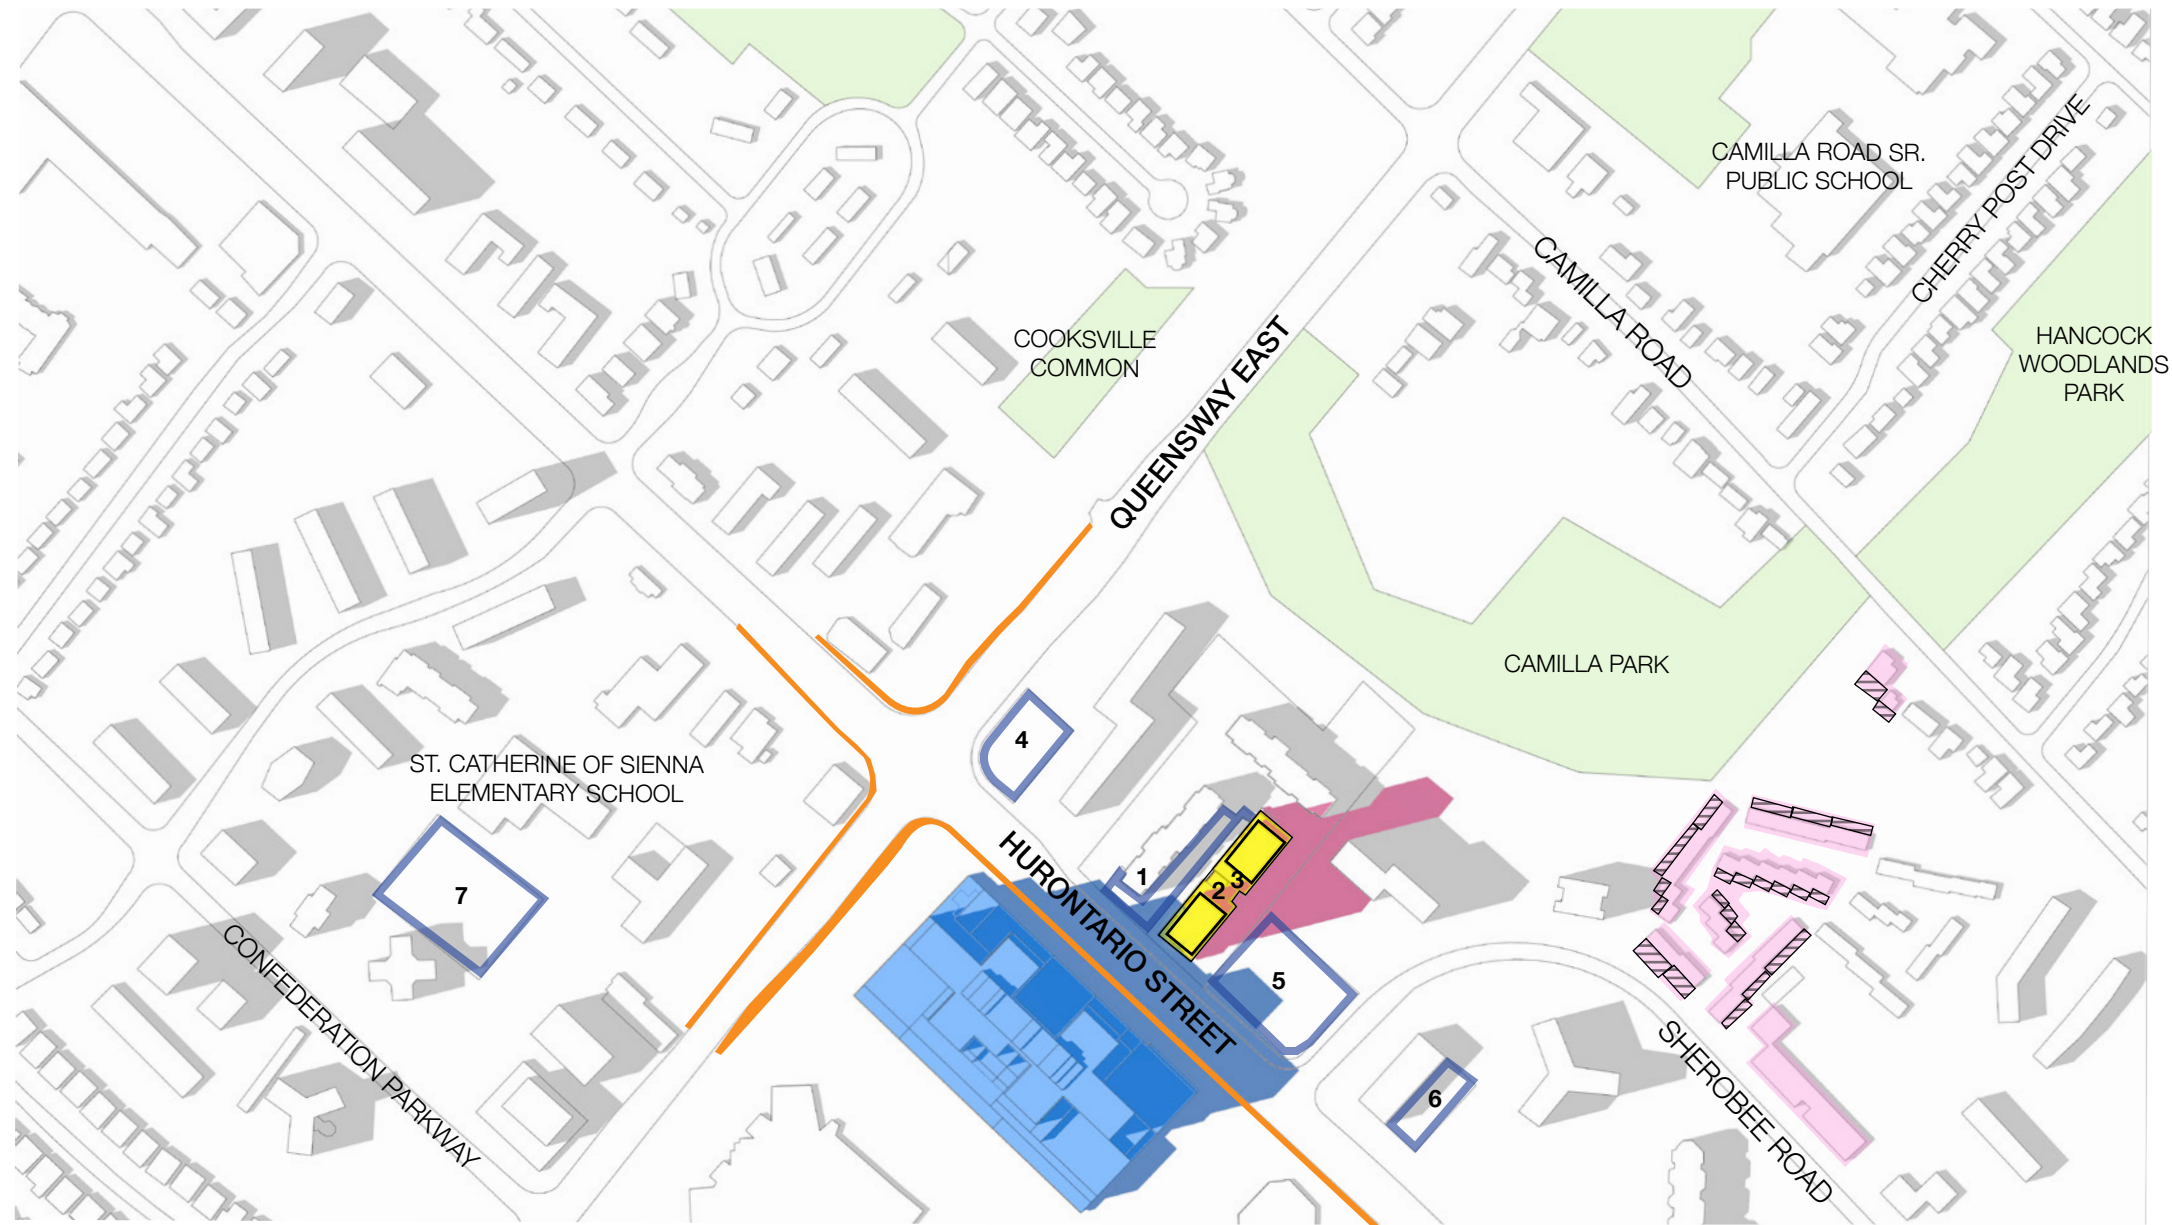 CAMILLA ROAD SR.
PUBLIC SCHOOL
CHERRY POST DRIVE
CAMILLA ROAD
COOKSVILLE
COMMON
HANCOCK
WOODLANDS
PARK
QUEENSWAY EAST
CAMILLA PARK
4
ST. CATHERINE OF SIENNA
ELEMENTARY SCHOOL
7
HURONTARIO STREET
1
2
3
5
6
CONFEDERATION PARKWAY
SHEROBEE ROAD